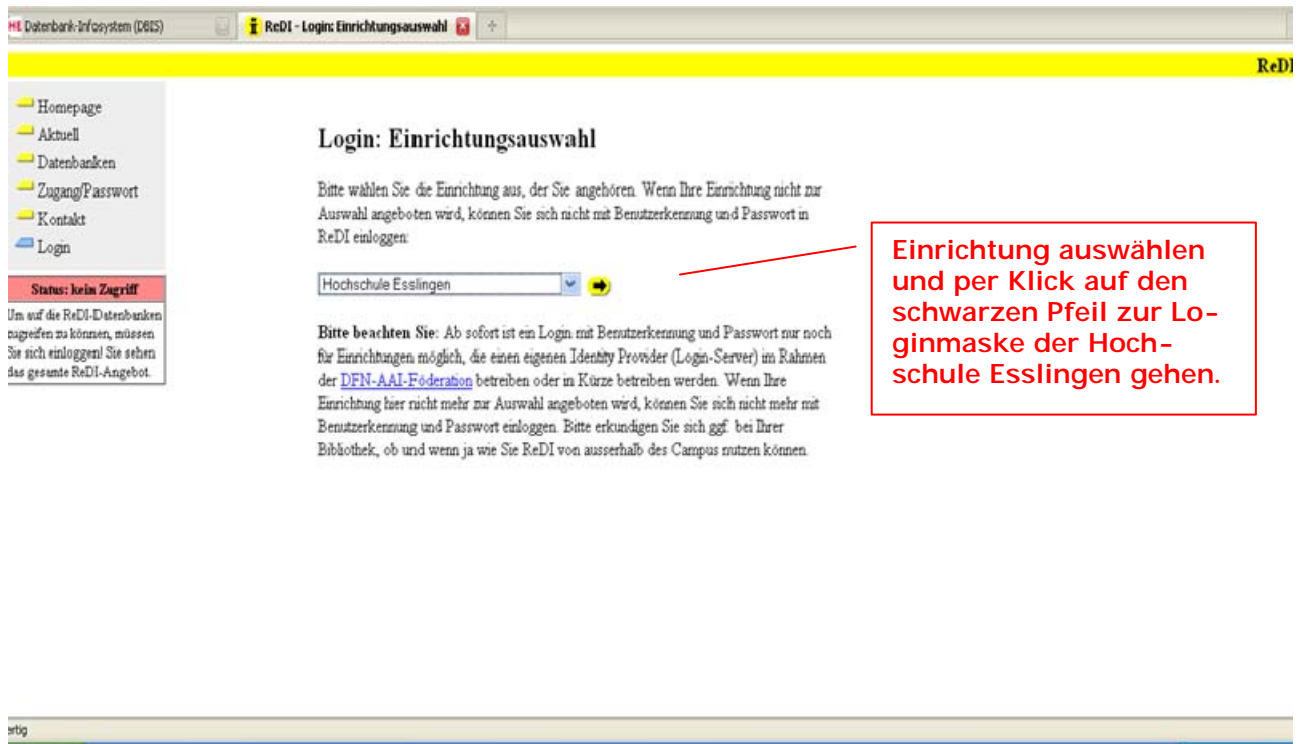 HE Datenbank-Infosystem (DBIS)
ReDI - Login: Einrichtungsauswahl
ReDI
Homepage
Aktuell
Datenbanken
Zugang/Passwort
Kontakt
Login
Status: kein Zugriff
Um auf die ReDI-Datenbanken
zugreifen zu können, müssen
Sie sich einloggen! Sie sehen
das gesamte ReDI-Angebot.
Login: Einrichtungsauswahl
Bitte wählen Sie die Einrichtung aus, der Sie angehören. Wenn Ihre Einrichtung nicht zur
Auswahl angeboten wird, können Sie sich nicht mit Benutzerkennung und Passwort in
ReDI einloggen:
Hochschule Esslingen
Bitte beachten Sie: Ab sofort ist ein Login mit Benutzerkennung und Passwort nur noch
für Einrichtungen möglich, die einen eigenen Identity Provider (Login-Server) im Rahmen
der DFN-AAI-Föderation betreiben oder in Kürze betreiben werden. Wenn Ihre
Einrichtung hier nicht mehr zur Auswahl angeboten wird, können Sie sich nicht mehr mit
Benutzerkennung und Passwort einloggen. Bitte erkundigen Sie sich ggf. bei Ihrer
Bibliothek, ob und wenn ja wie Sie ReDI von ausserhalb des Campus nutzen können.
Einrichtung auswählen
und per Klick auf den
schwarzen Pfeil zur Lo-
ginmaske der Hoch-
schule Esslingen gehen.
ertig